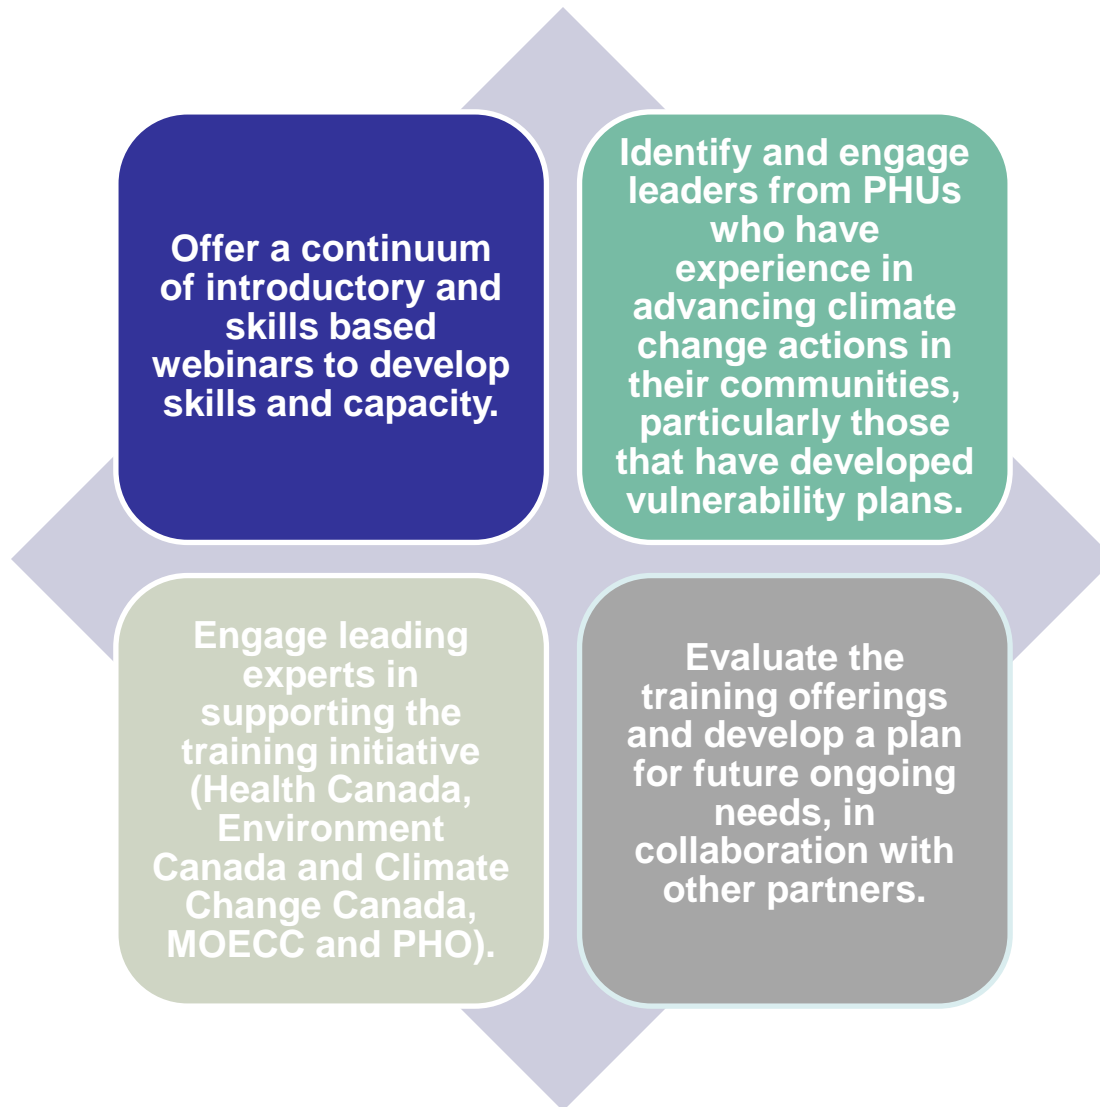 Offer a continuum
of introductory and
skills based
webinars to develop
skills and capacity.
Identify and engage
leaders from PHUs
who have
experience in
advancing climate
change actions in
their communities,
particularly those
that have developed
vulnerability plans.
Engage leading
experts in
supporting the
training initiative
(Health Canada,
Environment
Canada and Climate
Change Canada,
MOECC and PHO).
Evaluate the
training offerings
and develop a plan
for future ongoing
needs, in
collaboration with
other partners.